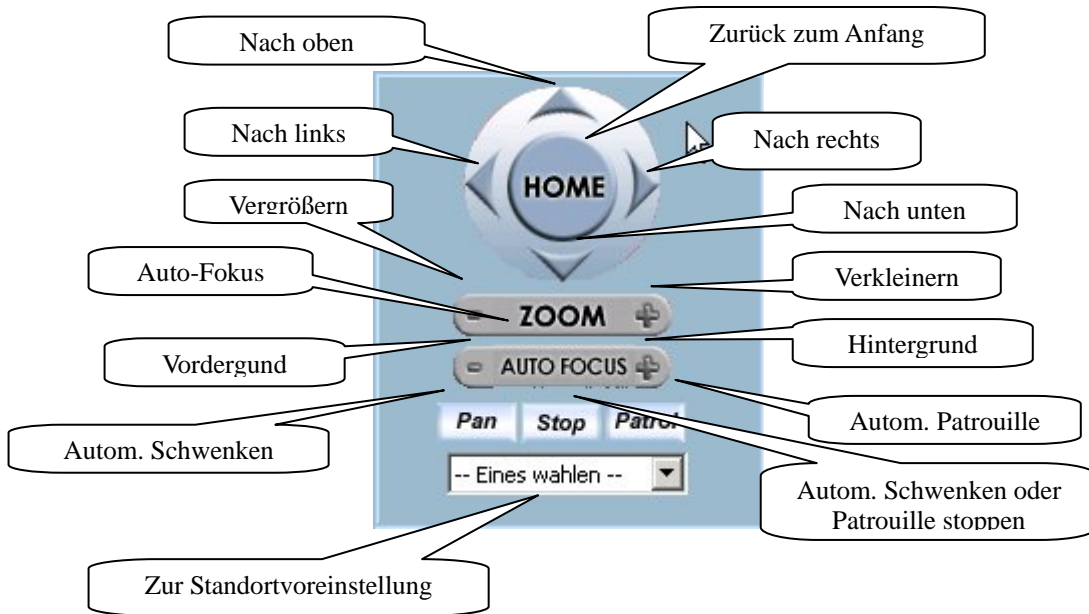 Nach oben
Zurück zum Anfang
Nach links
Nach rechts
HOME
Vergrößern
Nach unten
Auto-Fokus
Verkleinern
- ZOOM +
Vordergund
Hintergrund
- AUTO FOCUS +
Autom. Patrouille
Pan Stop Patrol
Autom. Schwenken
-- Eines wahlen --
Autom. Schwenken oder
Patrouille stoppen
Zur Standortvoreinstellung